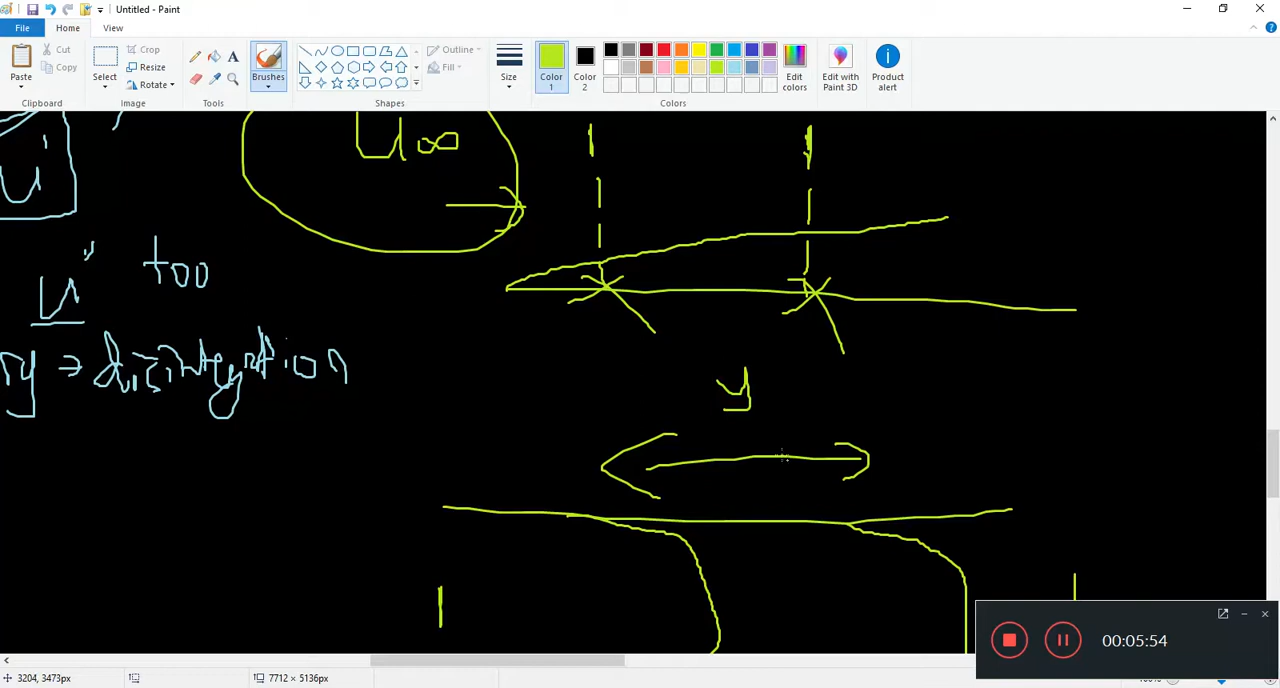 Untitled - Paint
File
Home
View
Paste
Cut
Copy
Clipboard
Select
Crop
Resize
Rotate
Image
Tools
Brushes
Shapes
Outline
Fill
Size
Color 1
Color 2
Edit colors
Colors
Edit with Paint 3D
Product alert
U∞
u'
u" too
⇒ disintegration
y
00:05:54
3204, 3473px
7712 × 5136px